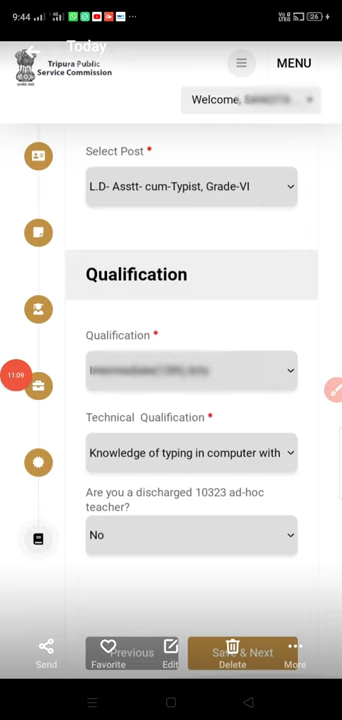 9:44
26
Today
Tripura Public
Service Commission
MENU
Welcome,
Select Post *
L.D- Asstt- cum-Typist, Grade-VI
Qualification
Qualification *
11:09
Technical Qualification *
Knowledge of typing in computer with
Are you a discharged 10323 ad-hoc
teacher?
No
Previous
Save & Next
Send
Favorite
Edit
Delete
More